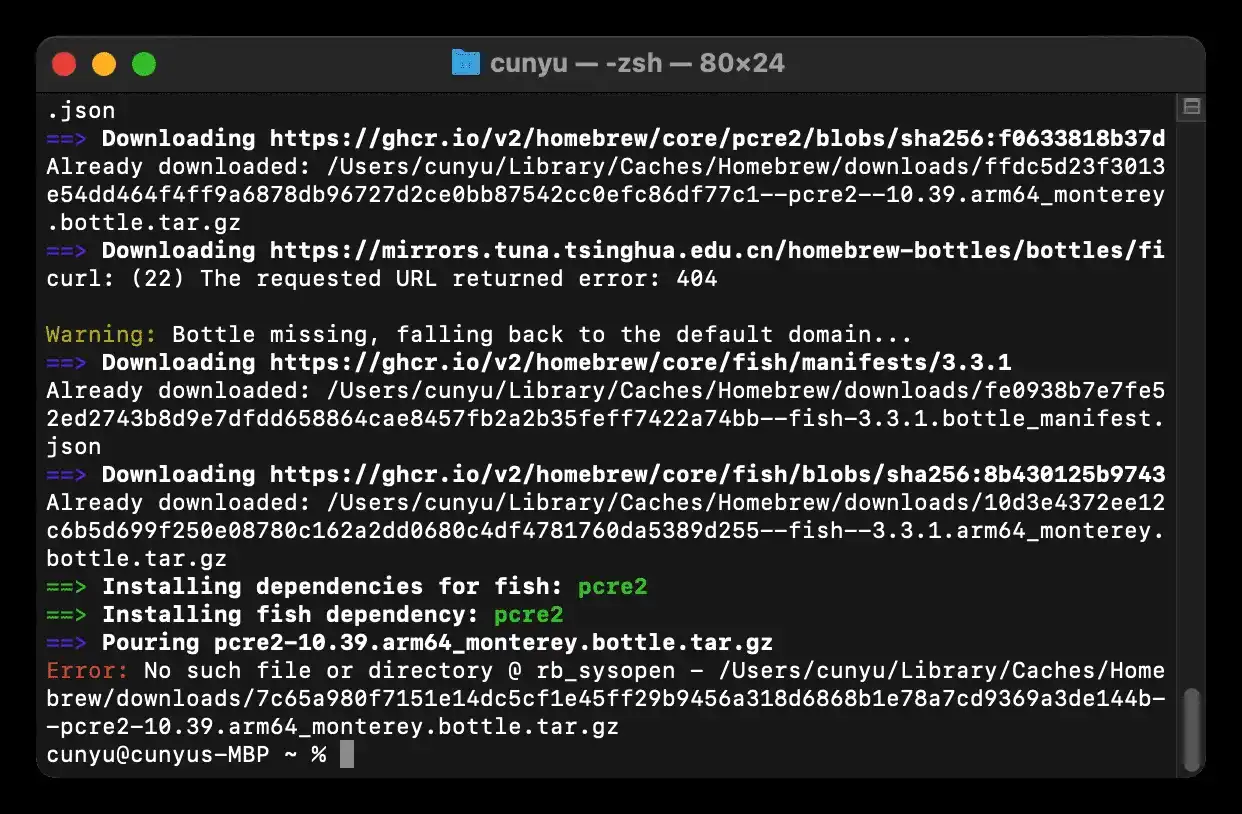 cunyu — -zsh — 80×24
.json
==> Downloading https://ghcr.io/v2/homebrew/core/pcre2/blobs/sha256:f0633818b37d
Already downloaded: /Users/cunyu/Library/Caches/Homebrew/downloads/ffdc5d23f3013
e54dd464f4ff9a6878db96727d2ce0bb87542cc0efc86df77c1--pcre2--10.39.arm64_monterey
.bottle.tar.gz
==> Downloading https://mirrors.tuna.tsinghua.edu.cn/homebrew-bottles/bottles/fi
curl: (22) The requested URL returned error: 404
Warning: Bottle missing, falling back to the default domain...
==> Downloading https://ghcr.io/v2/homebrew/core/fish/manifests/3.3.1
Already downloaded: /Users/cunyu/Library/Caches/Homebrew/downloads/fe0938b7e7fe5
2ed2743b8d9e7dfdd658864cae8457fb2a2b35feff7422a74bb--fish-3.3.1.bottle_manifest.
json
==> Downloading https://ghcr.io/v2/homebrew/core/fish/blobs/sha256:8b430125b9743
Already downloaded: /Users/cunyu/Library/Caches/Homebrew/downloads/10d3e4372ee12
c6b5d699f250e08780c162a2dd0680c4df4781760da5389d255--fish--3.3.1.arm64_monterey.
bottle.tar.gz
==> Installing dependencies for fish: pcre2
==> Installing fish dependency: pcre2
==> Pouring pcre2-10.39.arm64_monterey.bottle.tar.gz
Error: No such file or directory @ rb_sysopen - /Users/cunyu/Library/Caches/Home
brew/downloads/7c65a980f7151e14dc5cf1e45ff29b9456a318d6868b1e78a7cd9369a3de144b-
-pcre2-10.39.arm64_monterey.bottle.tar.gz
cunyu@cunyus-MBP ~ %